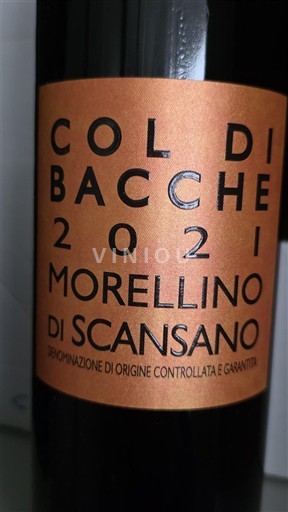 COL DI
BACCHE
2021
VINIOU
MORELLINO
DI SCANSANO
DENOMINAZIONE DI ORIGINE CONTROLLATA E GARANTITA